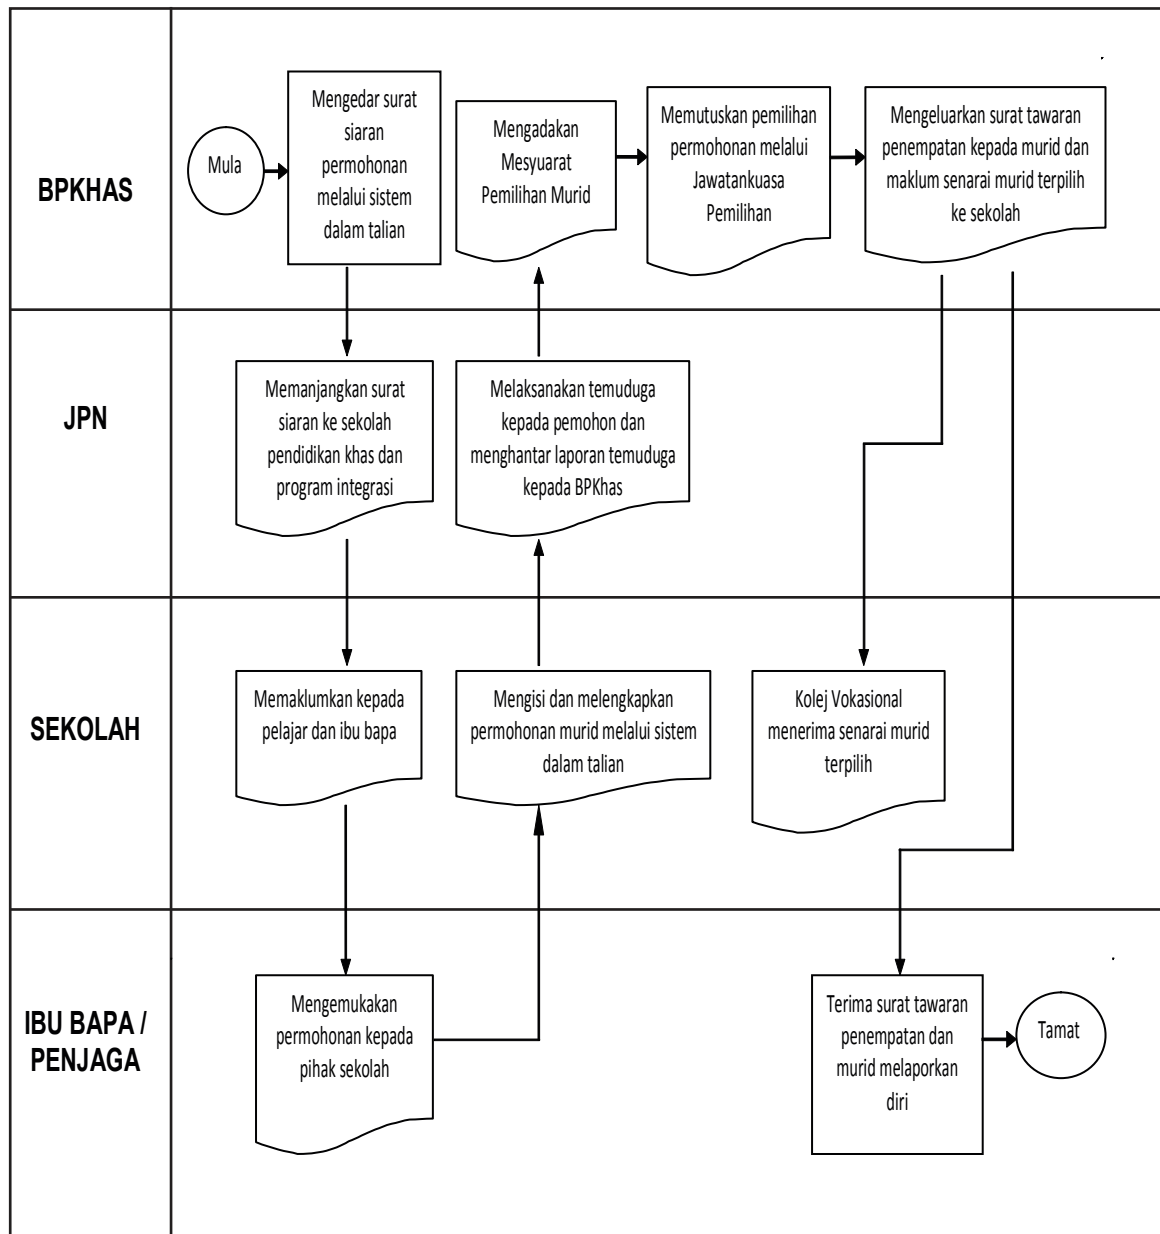 BPKHAS
Mula
Mengedar surat
siaran
permohonan
melalui sistem
dalam talian
Mengadakan
Mesyuarat
Pemilihan Murid
Memutuskan pemilihan
permohonan melalui
Jawatankuasa
Pemilihan
Mengeluarkan surat tawaran
penempatan kepada murid dan
maklum senarai murid terpilih
ke sekolah
JPN
Memanjangkan surat
siaran ke sekolah
pendidikan khas dan
program integrasi
Melaksanakan temuduga
kepada pemohon dan
menghantar laporan temuduga
kepada BPKhas
SEKOLAH
Memaklumkan kepada
pelajar dan ibu bapa
Mengisi dan melengkapkan
permohonan murid melalui sistem
dalam talian
Kolej Vokasional
menerima senarai murid
terpilih
IBU BAPA /
PENJAGA
Mengemukakan
permohonan kepada
pihak sekolah
Terima surat tawaran
penempatan dan
murid melaporkan
diri
Tamat